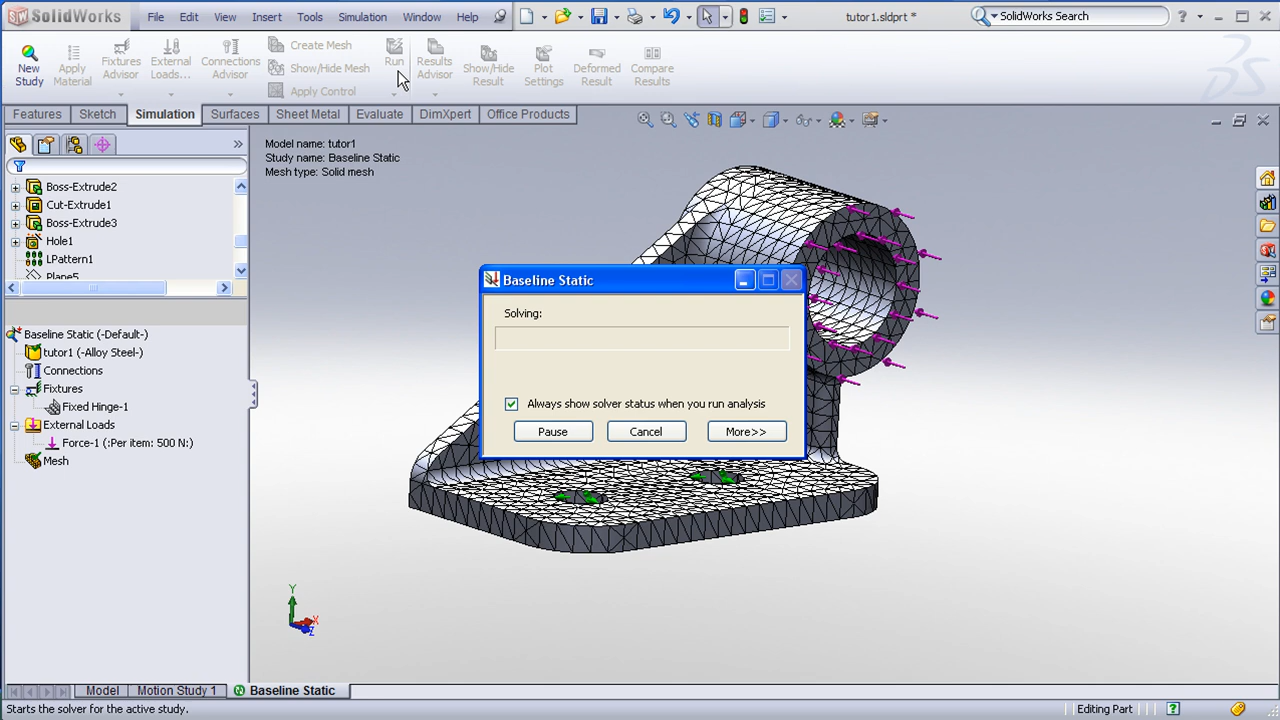 SolidWorks
File Edit View Insert Tools Simulation Window Help
tutor1.sldprt *
SolidWorks Search
New Study
Apply Material
Fixtures Advisor
External Loads...
Connections Advisor
Create Mesh
Show/Hide Mesh
Apply Control
Run
Results Advisor
Show/Hide Result
Plot Settings
Deformed Result
Compare Results
Features Sketch Simulation Surfaces Sheet Metal Evaluate DimXpert Office Products
Model name: tutor1
Study name: Baseline Static
Mesh type: Solid mesh
Boss-Extrude2
Cut-Extrude1
Boss-Extrude3
Hole1
LPattern1
Plane5
Baseline Static (-Default-)
tutor1 (-Alloy Steel-)
Connections
Fixtures
Fixed Hinge-1
External Loads
Force-1 (:Per item: 500 N:)
Mesh
Baseline Static
Solving:
Always show solver status when you run analysis
Pause Cancel More>>
Y
X
Z
Model Motion Study 1 Baseline Static
Starts the solver for the active study.
Editing Part